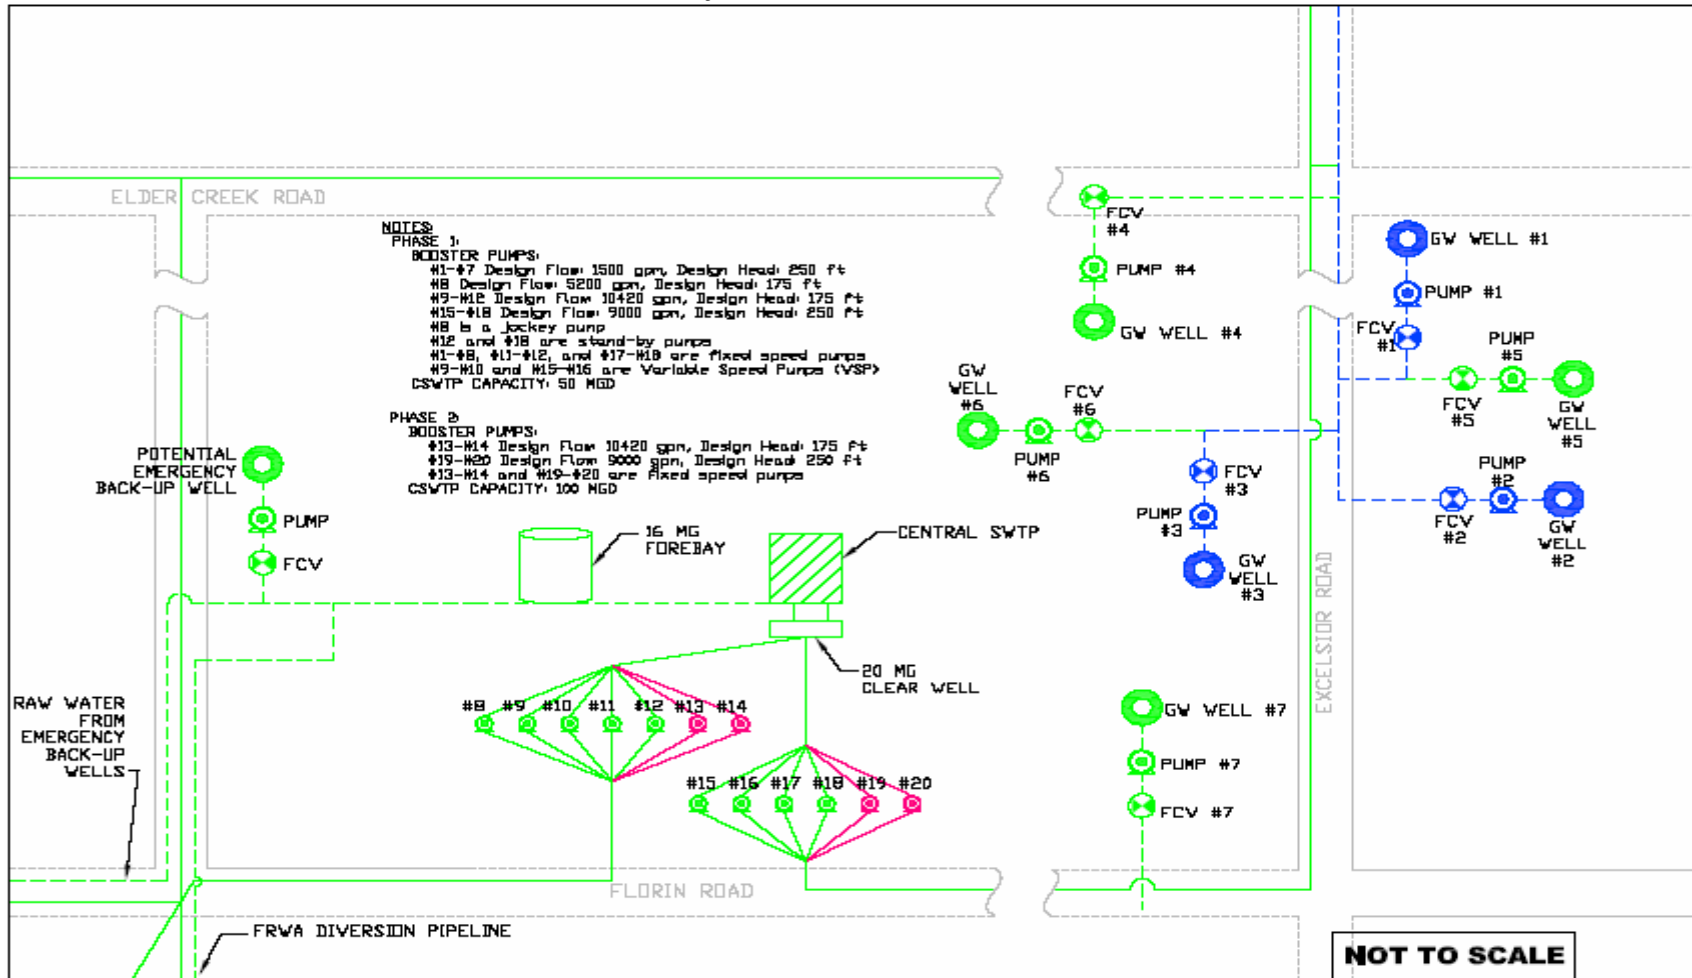 ELDER CREEK ROAD
NOTES:
PHASE 1:
BOOSTER PUMPS:
#1-#7 Design Flow: 1500 gpm, Design Head: 250 ft
#8 Design Flow: 5200 gpm, Design Head: 175 ft
#9-#12 Design Flow: 10420 gpm, Design Head: 175 ft
#15-#18 Design Flow: 9000 gpm, Design Head: 250 ft
#8 is a jockey pump
#12 and #18 are stand-by pumps
#1-#8, #11-#12, and #17-#18 are fixed speed pumps
#9-#10 and #15-#16 are Variable Speed Pumps (VSP)
CSWTP CAPACITY: 50 MGD
PHASE 2:
BOOSTER PUMPS:
#13-#14 Design Flow: 10420 gpm, Design Head: 175 ft
#19-#20 Design Flow: 9000 gpm, Design Head: 250 ft
#13-#14 and #19-#20 are fixed speed pumps
CSWTP CAPACITY: 100 MGD
FCV
#4
PUMP #4
GW WELL #4
GW WELL #1
PUMP #1
FCV
#1
PUMP
#5
FCV
#5
GW
WELL
#5
GW
WELL
#6
FCV
#6
PUMP
#6
PUMP
#2
FCV
#2
GW
WELL
#2
FCV
#3
PUMP
#3
GW
WELL
#3
POTENTIAL
EMERGENCY
BACK-UP WELL
PUMP
FCV
16 MG
FOREBAY
CENTRAL SWTP
20 MG
CLEAR WELL
EXCELSIOR ROAD
RAW WATER
FROM
EMERGENCY
BACK-UP
WELLS
#8 #9 #10 #11 #12 #13 #14
#15 #16 #17 #18 #19 #20
GW WELL #7
PUMP #7
FCV #7
FLORIN ROAD
FRWA DIVERSION PIPELINE
NOT TO SCALE